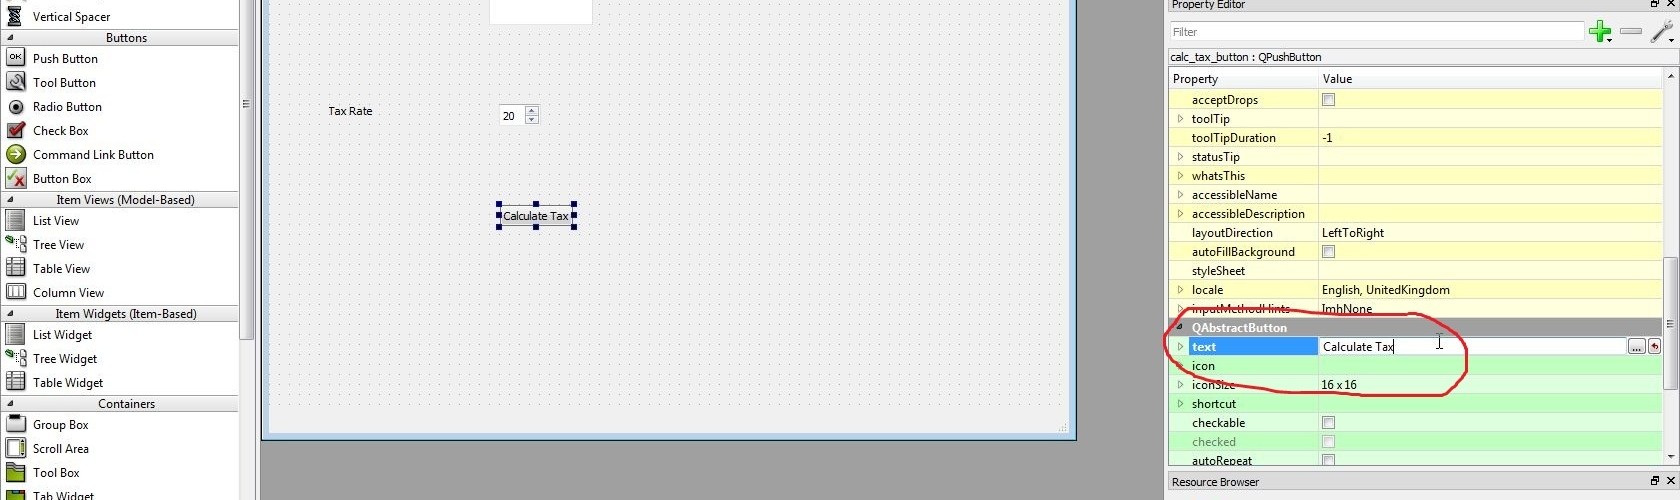 Vertical Spacer
Buttons
OK
Push Button
Tool Button
Radio Button
Check Box
Command Link Button
Button Box
Item Views (Model-Based)
List View
Tree View
Table View
Column View
Item Widgets (Item-Based)
List Widget
Tree Widget
Table Widget
Containers
Group Box
Scroll Area
Tool Box
Tab Widget
Tax Rate
20
Calculate Tax
Property Editor
Filter
calc_tax_button : QPushButton
Property Value
acceptDrops
toolTip
toolTipDuration -1
statusTip
whatsThis
accessibleName
accessibleDescription
layoutDirection LeftToRight
autoFillBackground
styleSheet
locale English, UnitedKingdom
inputMethodHints ImhNone
QAbstractButton
text Calculate Tax ...
icon
iconSize 16 x 16
shortcut
checkable
checked
autoRepeat
Resource Browser